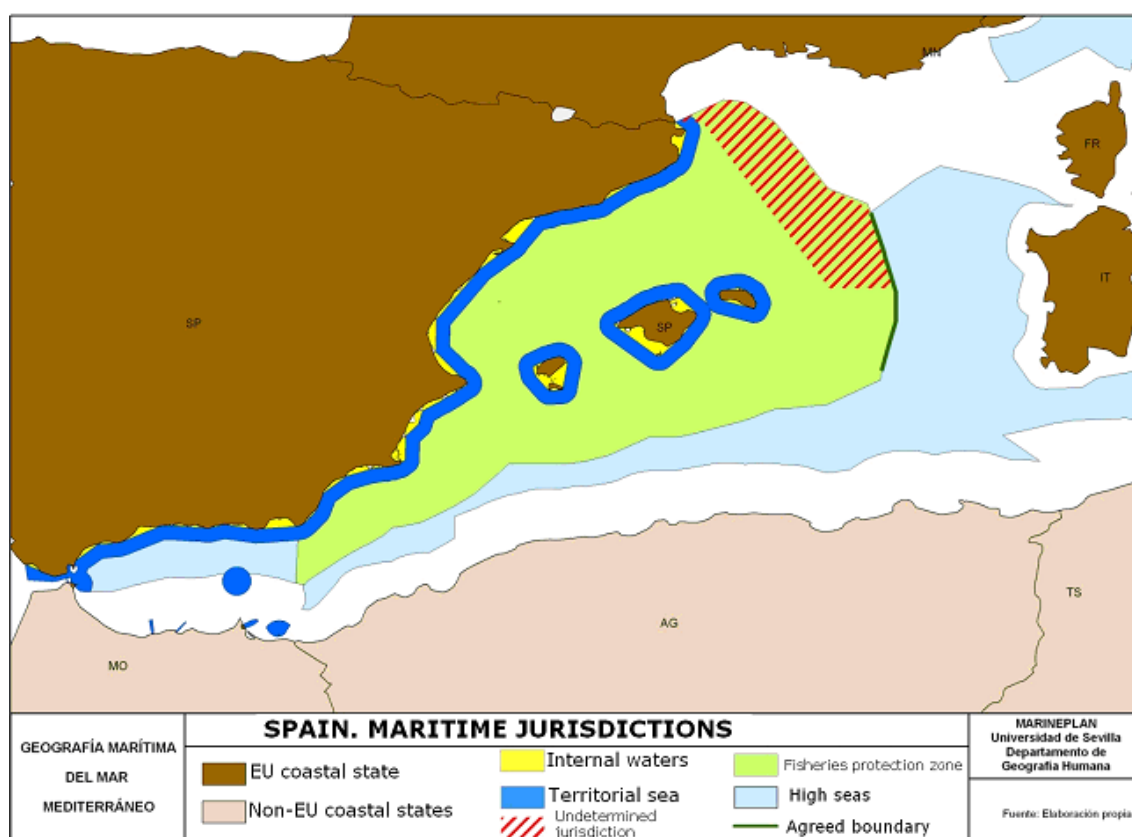 MN
FR
IT
SP
SP
TS
AG
MO
GEOGRAFÍA MARÍTIMA
DEL MAR
MEDITERRÁNEO
SPAIN. MARITIME JURISDICTIONS
EU coastal state
Non-EU coastal states
Internal waters
Territorial sea
Undetermined
jurisdiction
Fisheries protection zone
High seas
Agreed boundary
MARINEPLAN
Universidad de Sevilla
Departamento de
Geografía Humana
Fuente: Elaboración propia